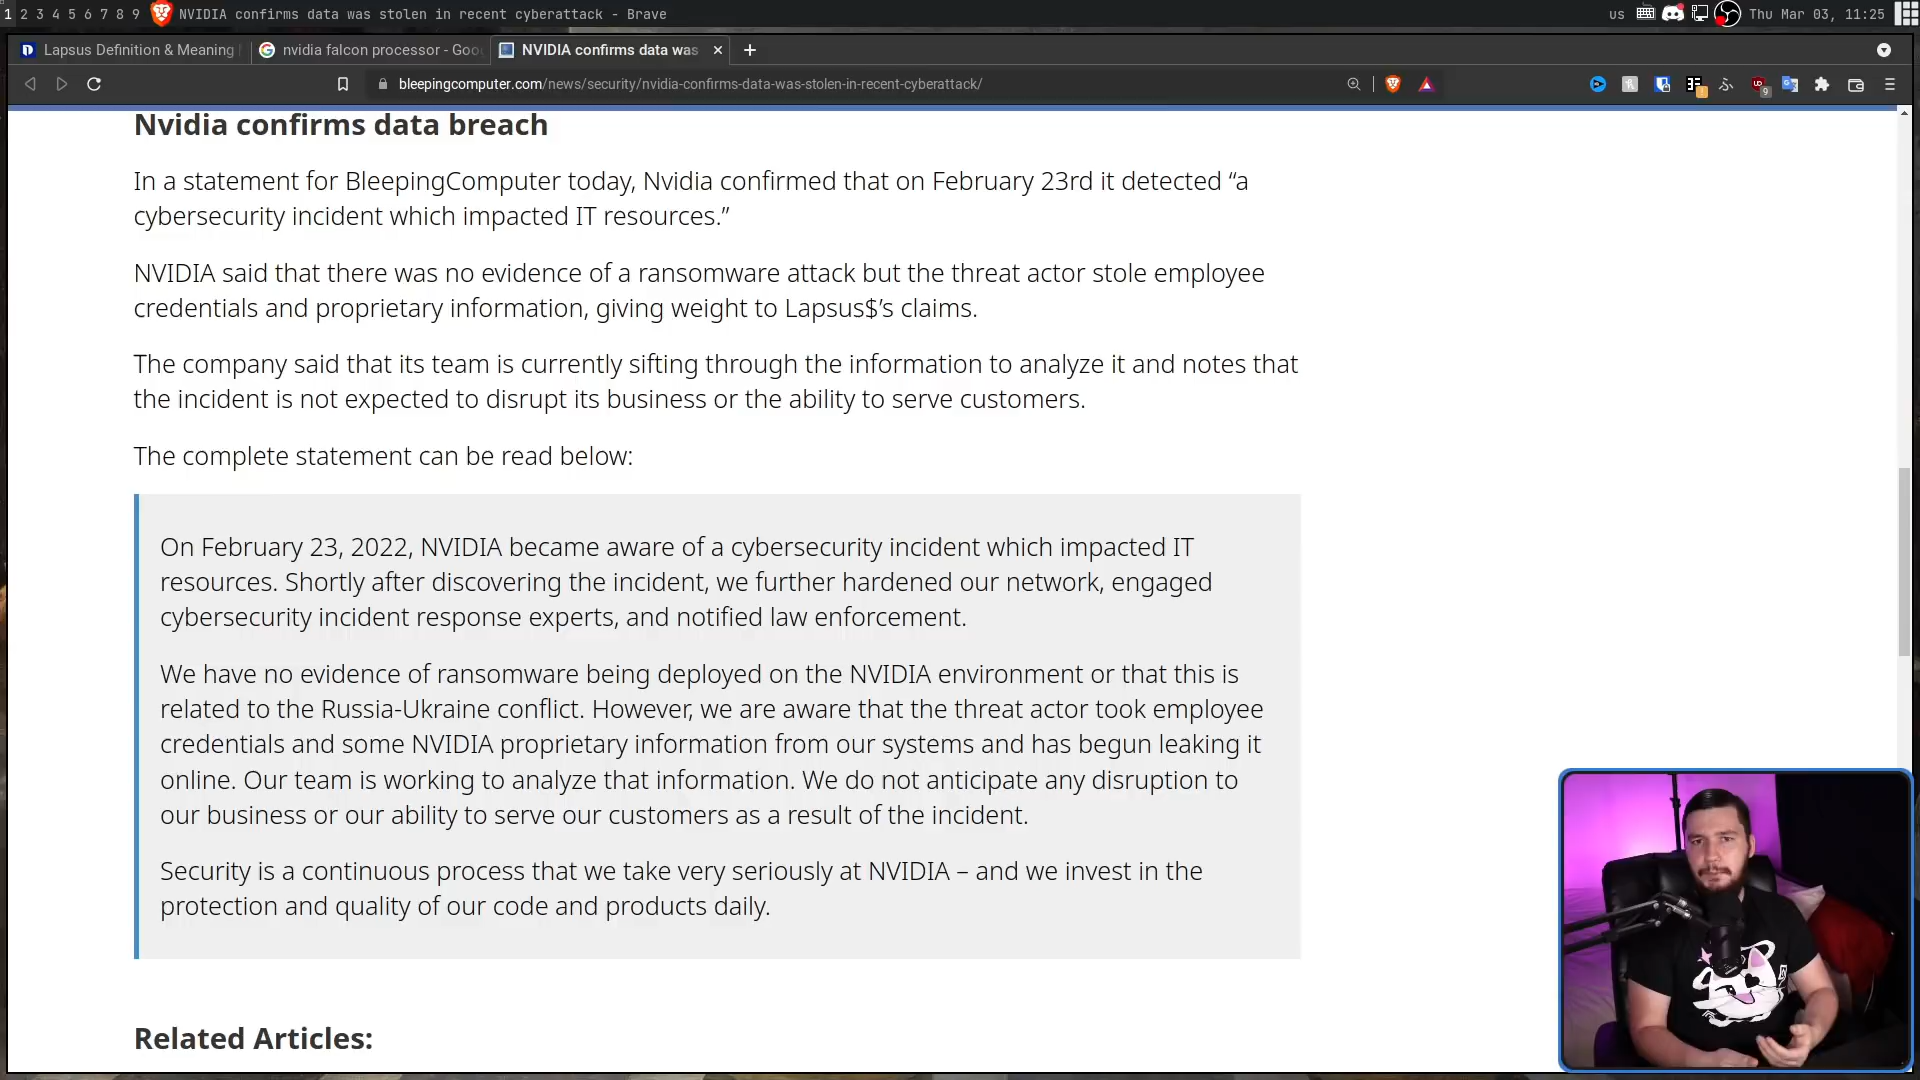 1 2 3 4 5 6 7 8 9 NVIDIA confirms data was stolen in recent cyberattack - Brave
us Thu Mar 03, 11:25
Lapsus Definition & Meaning
nvidia falcon processor - Goo
NVIDIA confirms data was
bleepingcomputer.com/news/security/nvidia-confirms-data-was-stolen-in-recent-cyberattack/
Nvidia confirms data breach
In a statement for BleepingComputer today, Nvidia confirmed that on February 23rd it detected “a
cybersecurity incident which impacted IT resources.”
NVIDIA said that there was no evidence of a ransomware attack but the threat actor stole employee
credentials and proprietary information, giving weight to Lapsus$’s claims.
The company said that its team is currently sifting through the information to analyze it and notes that
the incident is not expected to disrupt its business or the ability to serve customers.
The complete statement can be read below:
On February 23, 2022, NVIDIA became aware of a cybersecurity incident which impacted IT
resources. Shortly after discovering the incident, we further hardened our network, engaged
cybersecurity incident response experts, and notified law enforcement.
We have no evidence of ransomware being deployed on the NVIDIA environment or that this is
related to the Russia-Ukraine conflict. However, we are aware that the threat actor took employee
credentials and some NVIDIA proprietary information from our systems and has begun leaking it
online. Our team is working to analyze that information. We do not anticipate any disruption to
our business or our ability to serve our customers as a result of the incident.
Security is a continuous process that we take very seriously at NVIDIA – and we invest in the
protection and quality of our code and products daily.
Related Articles: